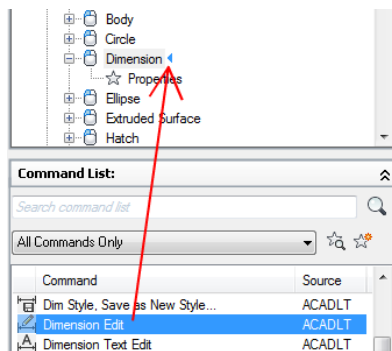 Body
Circle
Dimension
Properties
Ellipse
Extruded Surface
Hatch
Command List:
Search command list
All Commands Only
Command Source
Dim Style, Save as New Style... ACADLT
Dimension Edit ACADLT
Dimension Text Edit ACADLT